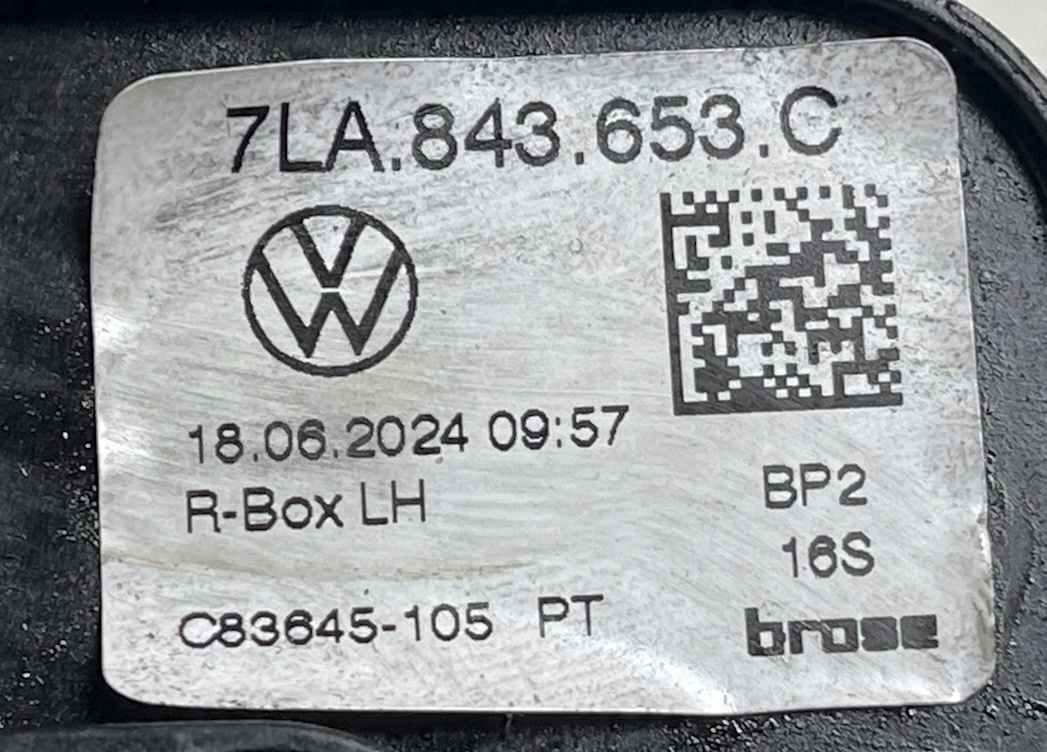 7LA.843.653.C
18.06.2024 09:57
R-Box LH
BP2
16S
C83645-105 PT
brose